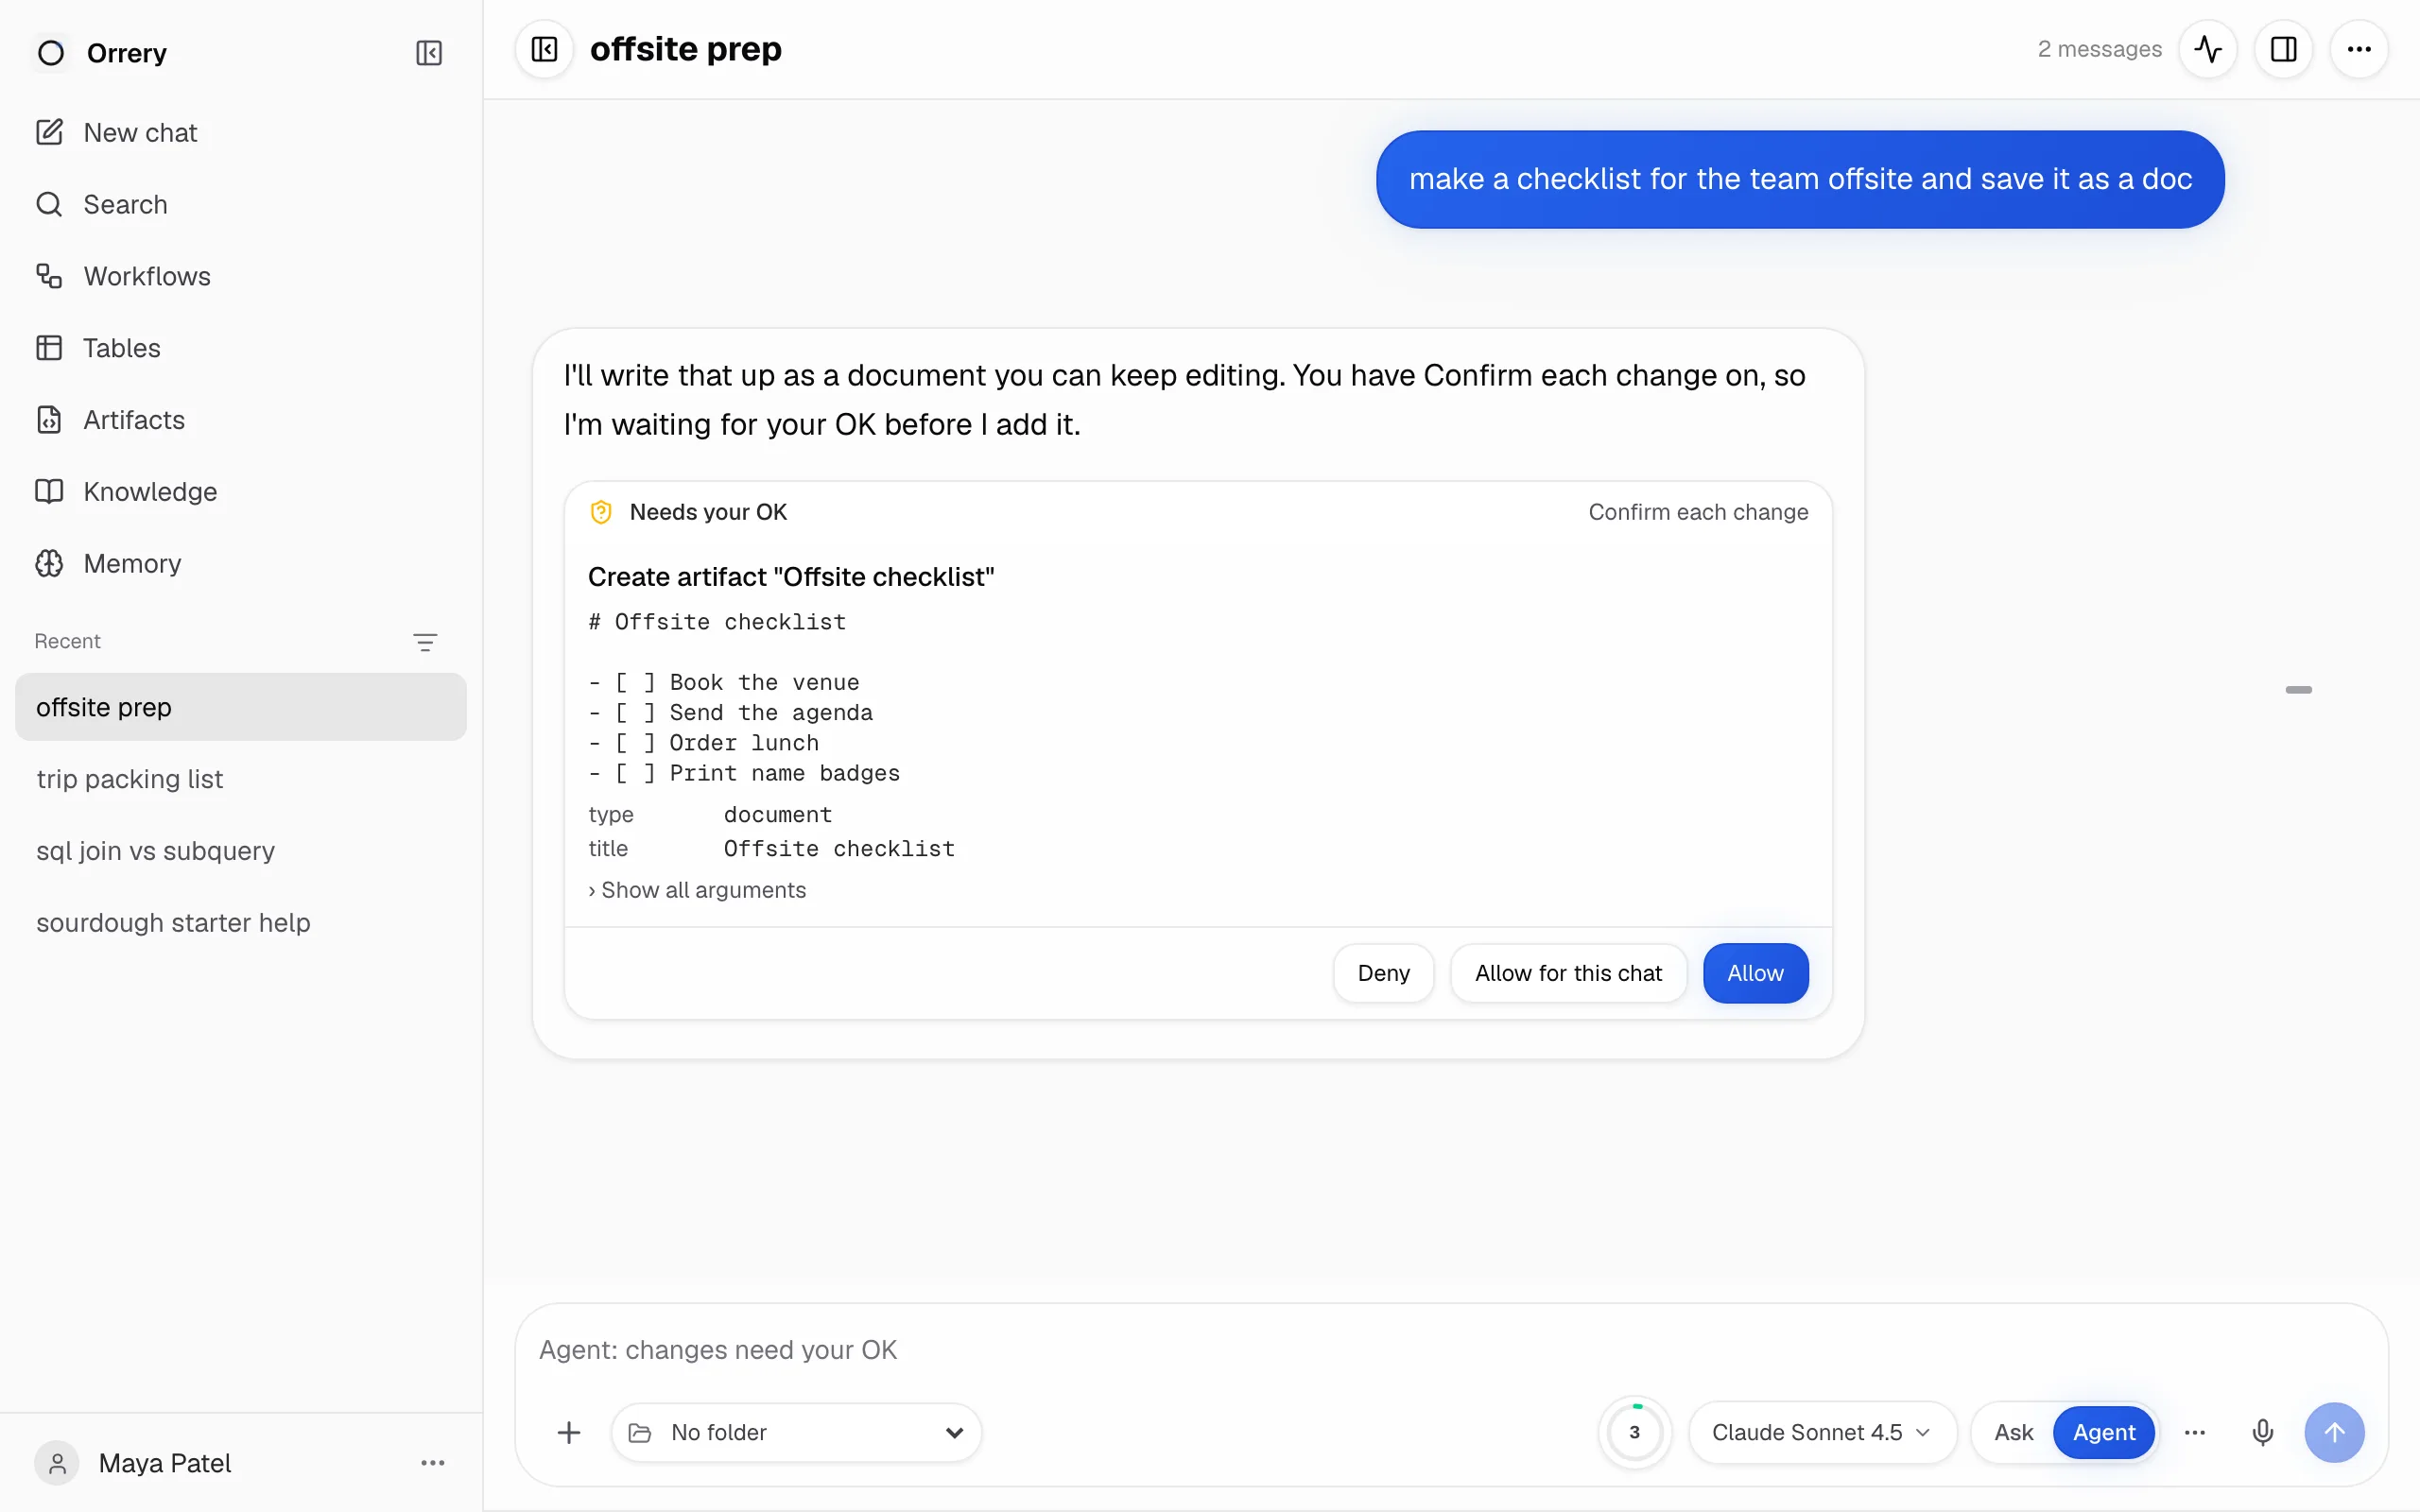 Orrery
New chat
Search
Workflows
Tables
Artifacts
Knowledge
Memory
Recent
offsite prep
trip packing list
sql join vs subquery
sourdough starter help
Maya Patel
offsite prep
2 messages
make a checklist for the team offsite and save it as a doc
I'll write that up as a document you can keep editing. You have Confirm each change on, so
I'm waiting for your OK before I add it.
Needs your OK
Confirm each change
Create artifact "Offsite checklist"
# Offsite checklist
- [ ] Book the venue
- [ ] Send the agenda
- [ ] Order lunch
- [ ] Print name badges
type document
title Offsite checklist
› Show all arguments
Deny
Allow for this chat
Allow
Agent: changes need your OK
No folder
3
Claude Sonnet 4.5
Ask
Agent